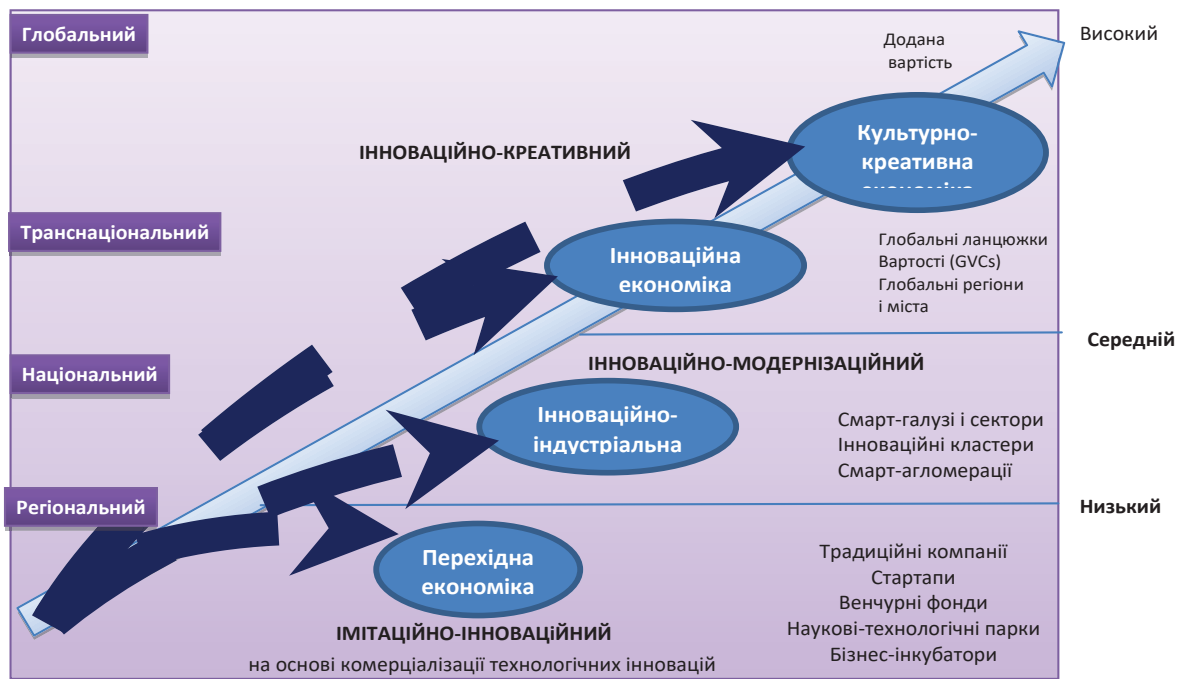 Глобальний
Високий
Додана
вартість
Культурно-
креативна
ІННОВАЦІЙНО-КРЕАТИВНИЙ
Транснаціональний
Глобальні ланцюжки
Вартості (GVCs)
Глобальні регіони
і міста
Інноваційна
економіка
Середній
Національний
ІННОВАЦІЙНО-МОДЕРНІЗАЦІЙНИЙ
Інноваційно-
індустріальна
Смарт-галузі і сектори
Інноваційні кластери
Смарт-агломерації
Регіональний
Низький
Перехідна
економіка
Традиційні компанії
Стартапи
Венчурні фонди
Наукові-технологічні парки
Бізнес-інкубатори
ІМІТАЦІЙНО-ІННОВАЦіЙНИЙ
на основі комерціалізації технологічних інновацій